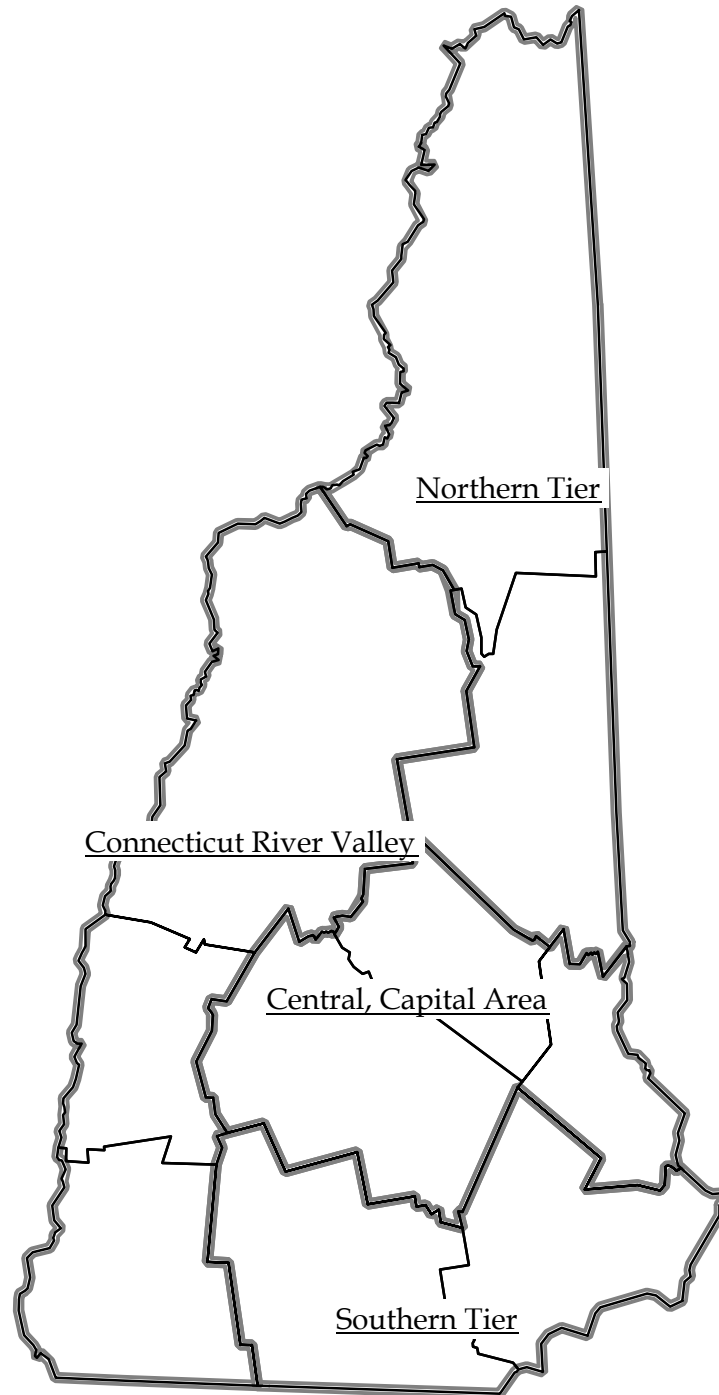 Northern Tier
Connecticut River Valley
Central, Capital Area
Southern Tier